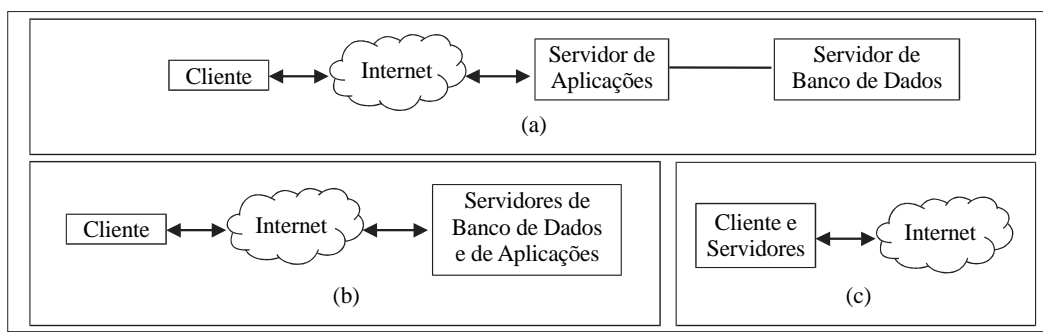 Cliente
Internet
Servidor de
Aplicações
Servidor de
Banco de Dados
(a)
Cliente
Internet
Servidores de
Banco de Dados
e de Aplicações
(b)
Cliente e
Servidores
Internet
(c)